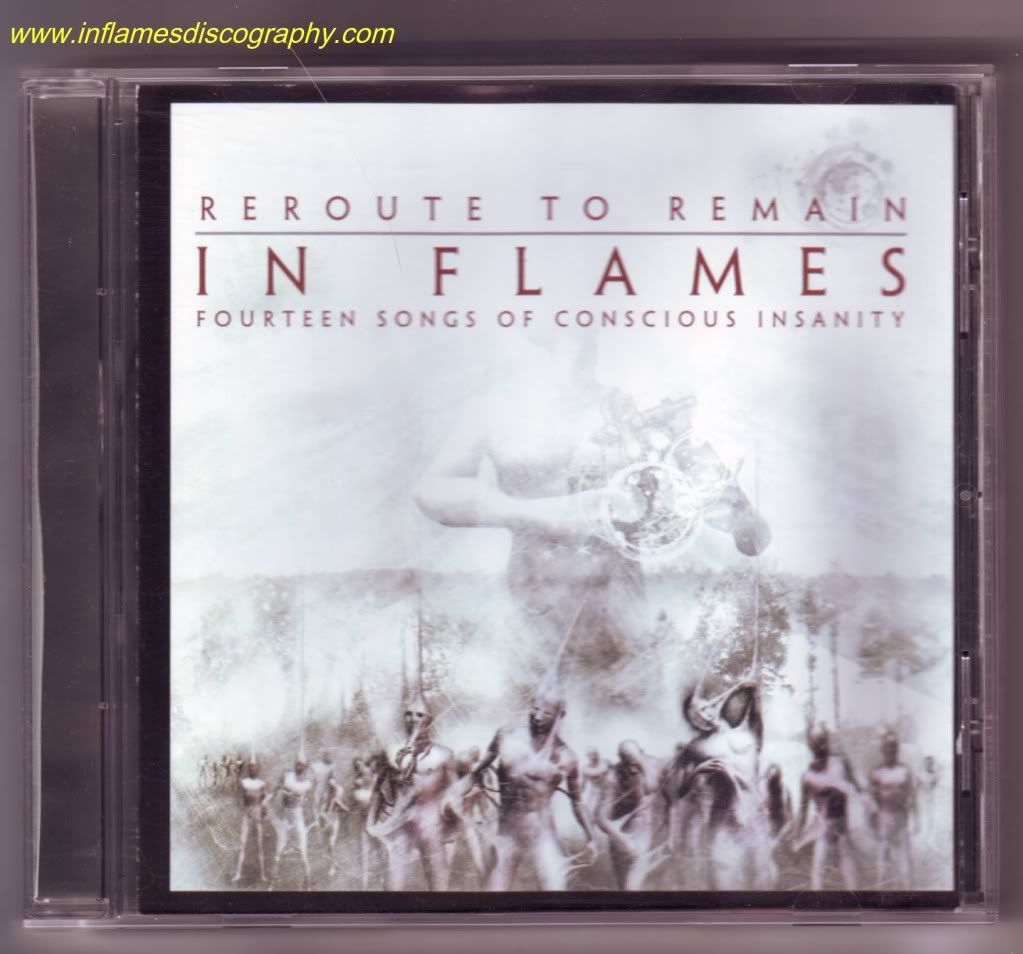 www.inflamesdiscography.com
REROUTE TO REMAIN
IN FLAMES
FOURTEEN SONGS OF CONSCIOUS INSANITY